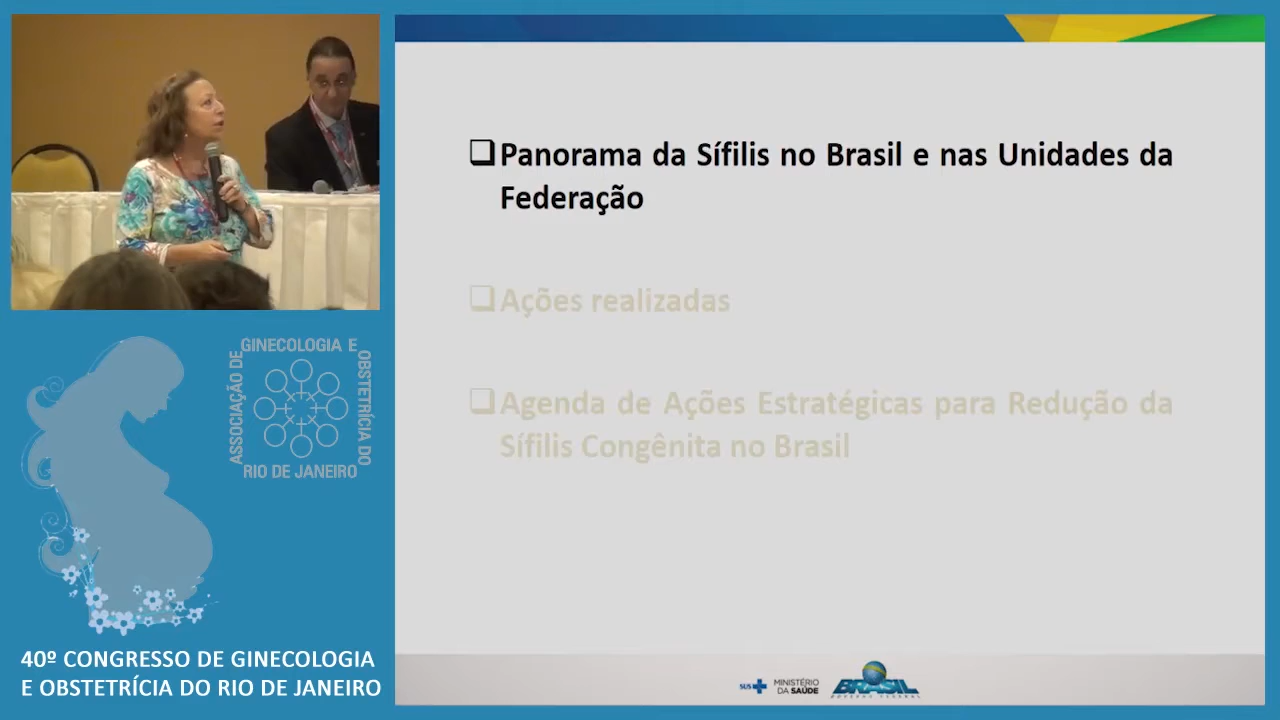 ❑Panorama da Sífilis no Brasil e nas Unidades da
Federação
❑Ações realizadas
❑Agenda de Ações Estratégicas para Redução da
Sífilis Congênita no Brasil
ASSOCIAÇÃO DE
GINECOLOGIA E
OBSTETRÍCIA DO
RIO DE JANEIRO
40º CONGRESSO DE GINECOLOGIA
E OBSTETRÍCIA DO RIO DE JANEIRO
SUS
MINISTÉRIO
DA SAÚDE
BRASIL
GOVERNO FEDERAL